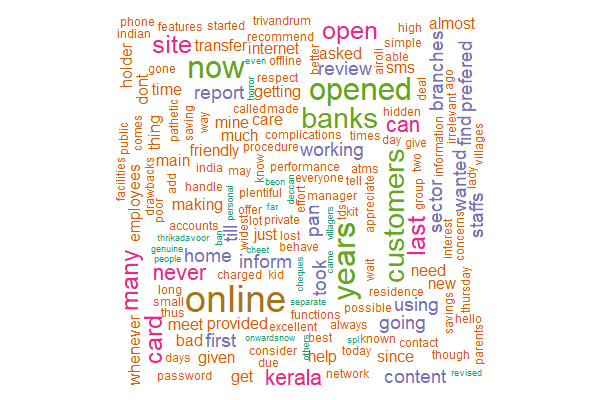 phone
features
started
trivandrum
high
almost
indian
recommend
simple
site
transfer
internet
open
asked
able
holder
gone
now
even
offline
better
airoli
sms
deal
branches
ago
dont
time
report
horror
respect
review
opened
hidden
irrelevant
find
prefered
pathetic
saving
getting
called
made
banks
can
public
comes
thing
way
mine
care
complications
times
day
give
information
villages
much
procedure
working
facilities
drawbacks
main
friendly
know
performance
atms
two
lady
employees
india
may
been
everyone
tell
group
sector
wanted
staffs
poor
add
handle
plentiful
deccan
effort
manager
customers
appreciate
making
personal
offer
far
pan
tds
kit
last
accounts
till
widest
lot
private
villagers
interest
concerns
thrikadavoor
ban
just
lost
behave
years
genuine
people
home
inform
cheet
cheques
took
came
wait
need
many
never
charged
kid
residence
new
thursday
long
online
separate
possible
using
savings
small
thus
functions
always
going
hello
card
meet
provided
excellent
whenever
bad
first
onwardsnow
others
best
spl
known
contact
parents
days
given
consider
help
today
since
though
due
password
get
kerala
network
content
revised